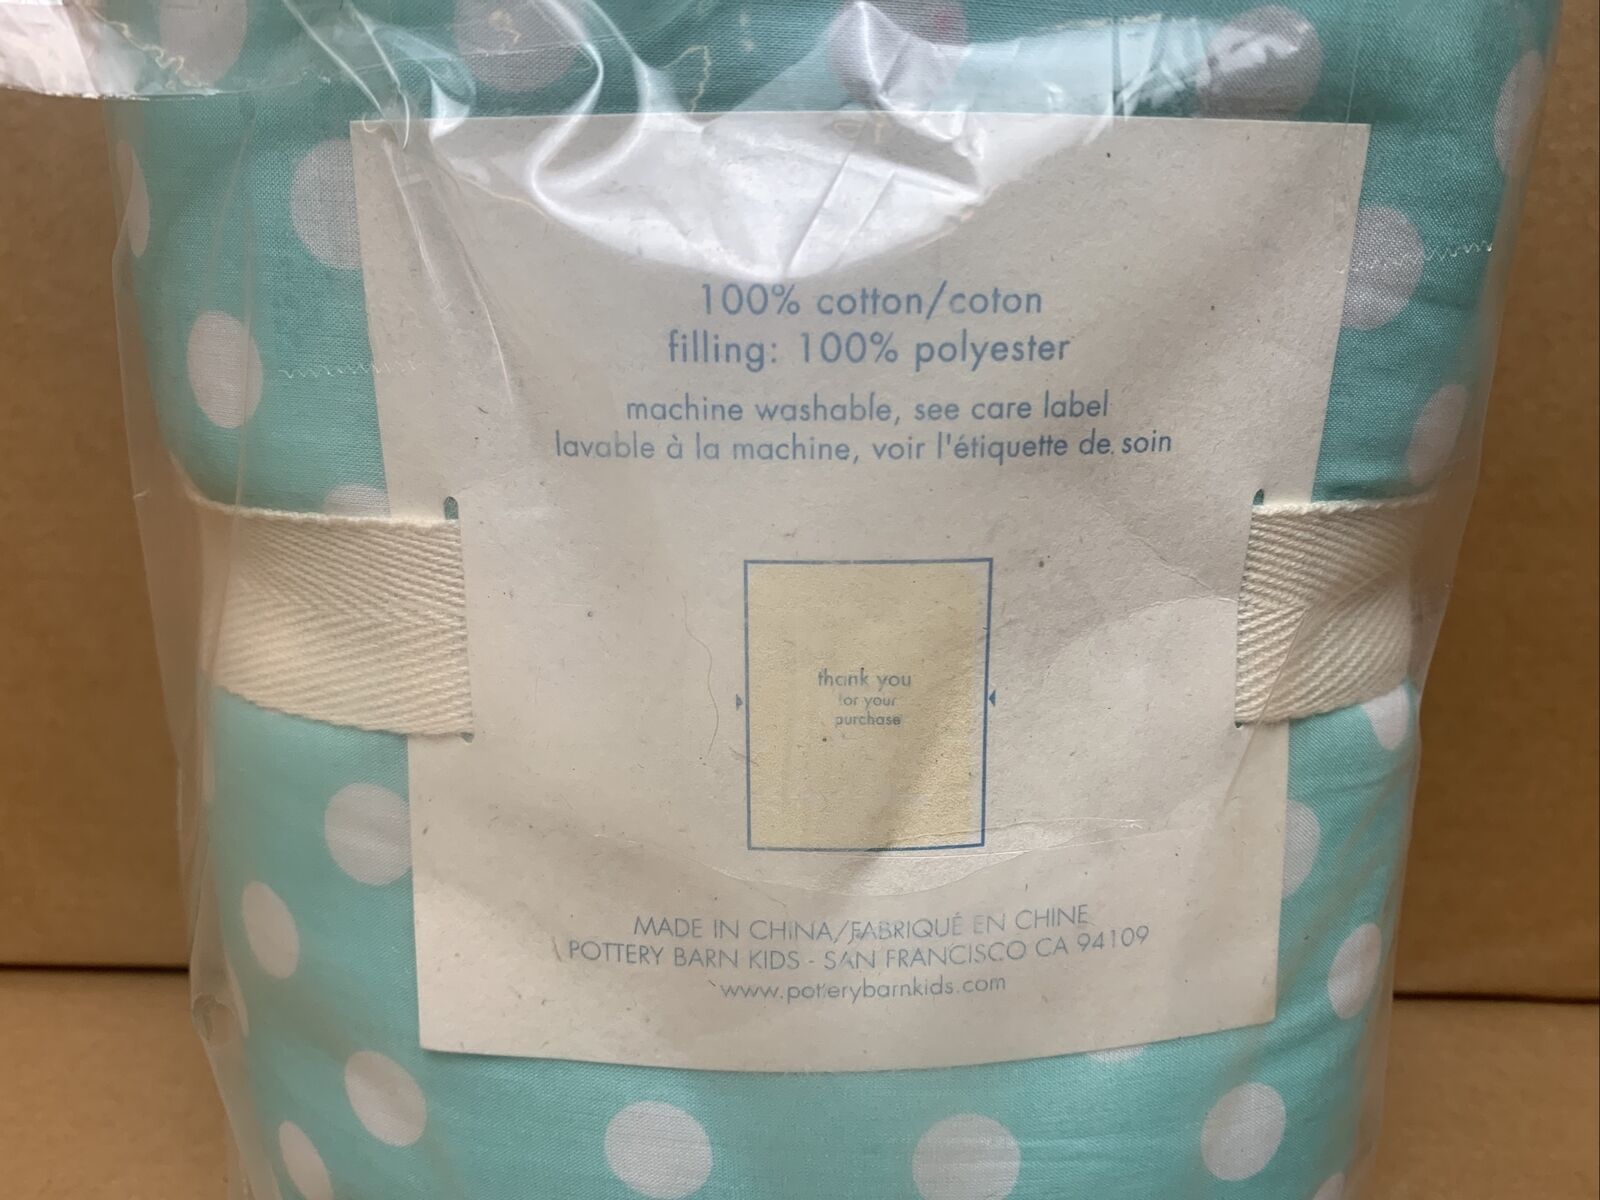 100% cotton/coton
filling: 100% polyester
machine washable, see care label
lavable à la machine, voir l'étiquette de soin
thank you
for your
purchase
MADE IN CHINA/FABRIQUÉ EN CHINE
POTTERY BARN KIDS - SAN FRANCISCO CA 94109
www.potterybarnkids.com